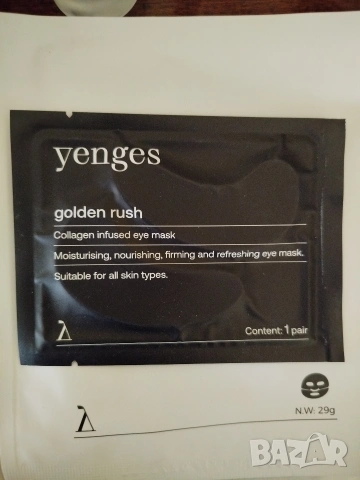 yenges
golden rush
Collagen infused eye mask
Moisturising, nourishing, firming and refreshing eye mask.
Suitable for all skin types.
Content: 1 pair
N.W: 29g
BAZAR